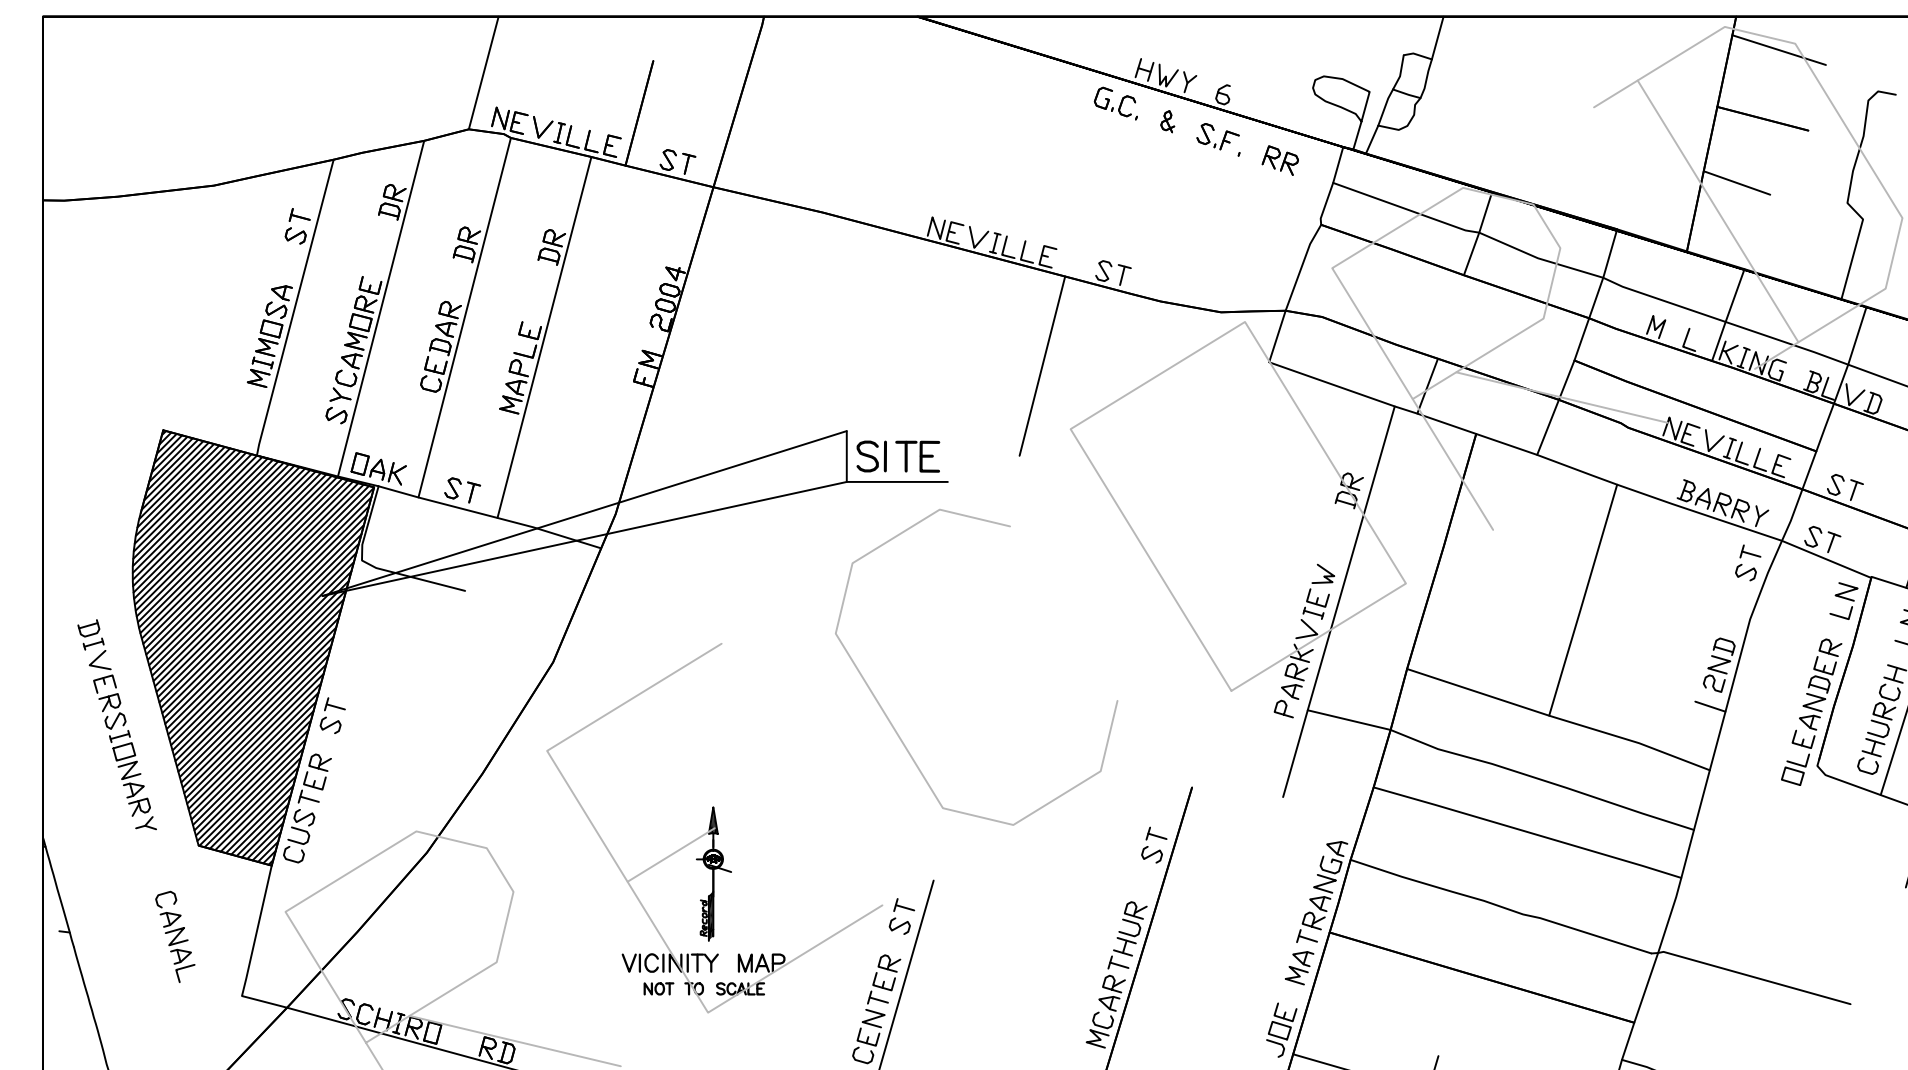 HWY 6
G.C. & S.F. RR
NEVILLE ST
MIMOSA ST
SYCAMORE DR
CEDAR DR
MAPLE DR
FM 2004
NEVILLE ST
M L KING BLVD
NEVILLE ST
BARRY ST
OAK ST
SITE
PARKVIEW DR
2ND ST
OLEANDER LN
CHURCH LN
DIVERSIONARY CANAL
CUSTER ST
Record
VICINITY MAP
NOT TO SCALE
SCHIRO RD
CENTER ST
MCARTHUR ST
JOE MATRANGA